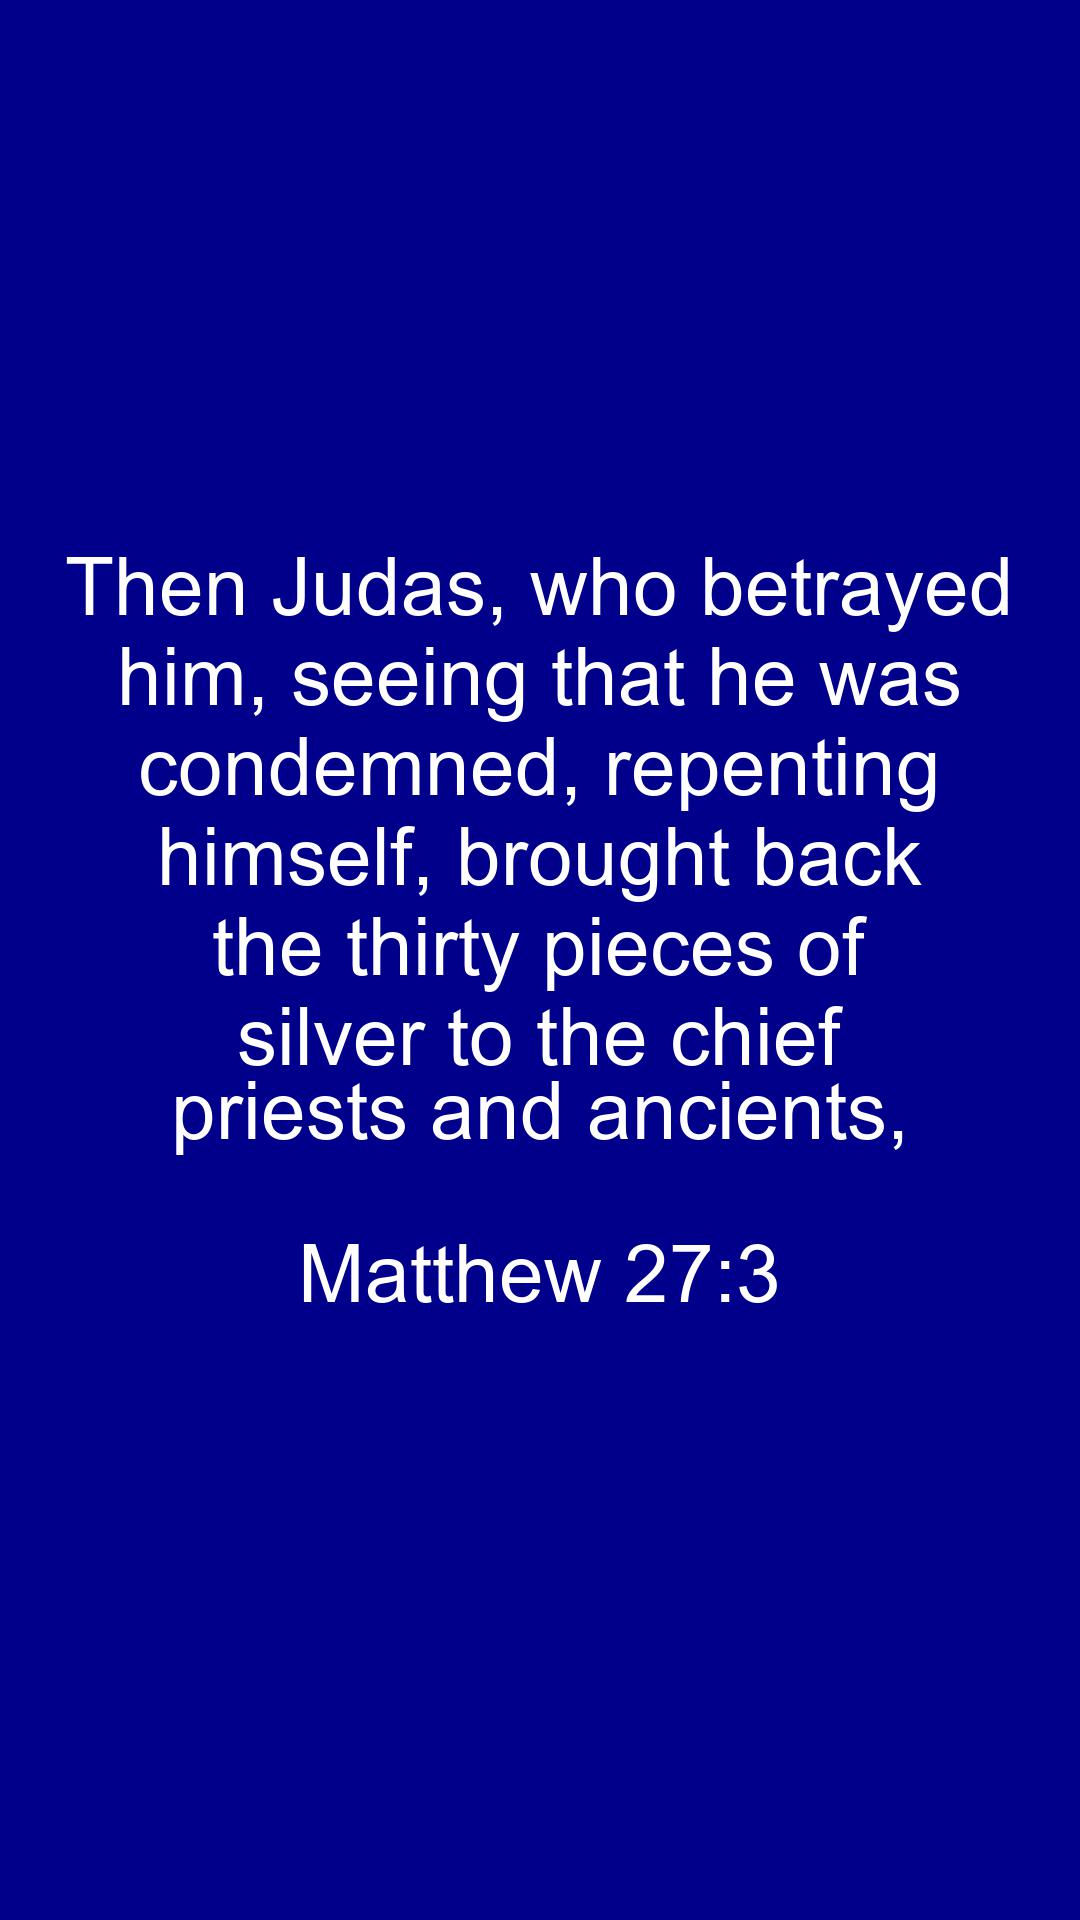 Then Judas, who betrayed
him, seeing that he was
condemned, repenting
himself, brought back
the thirty pieces of
silver to the chief
priests and ancients,
Matthew 27:3